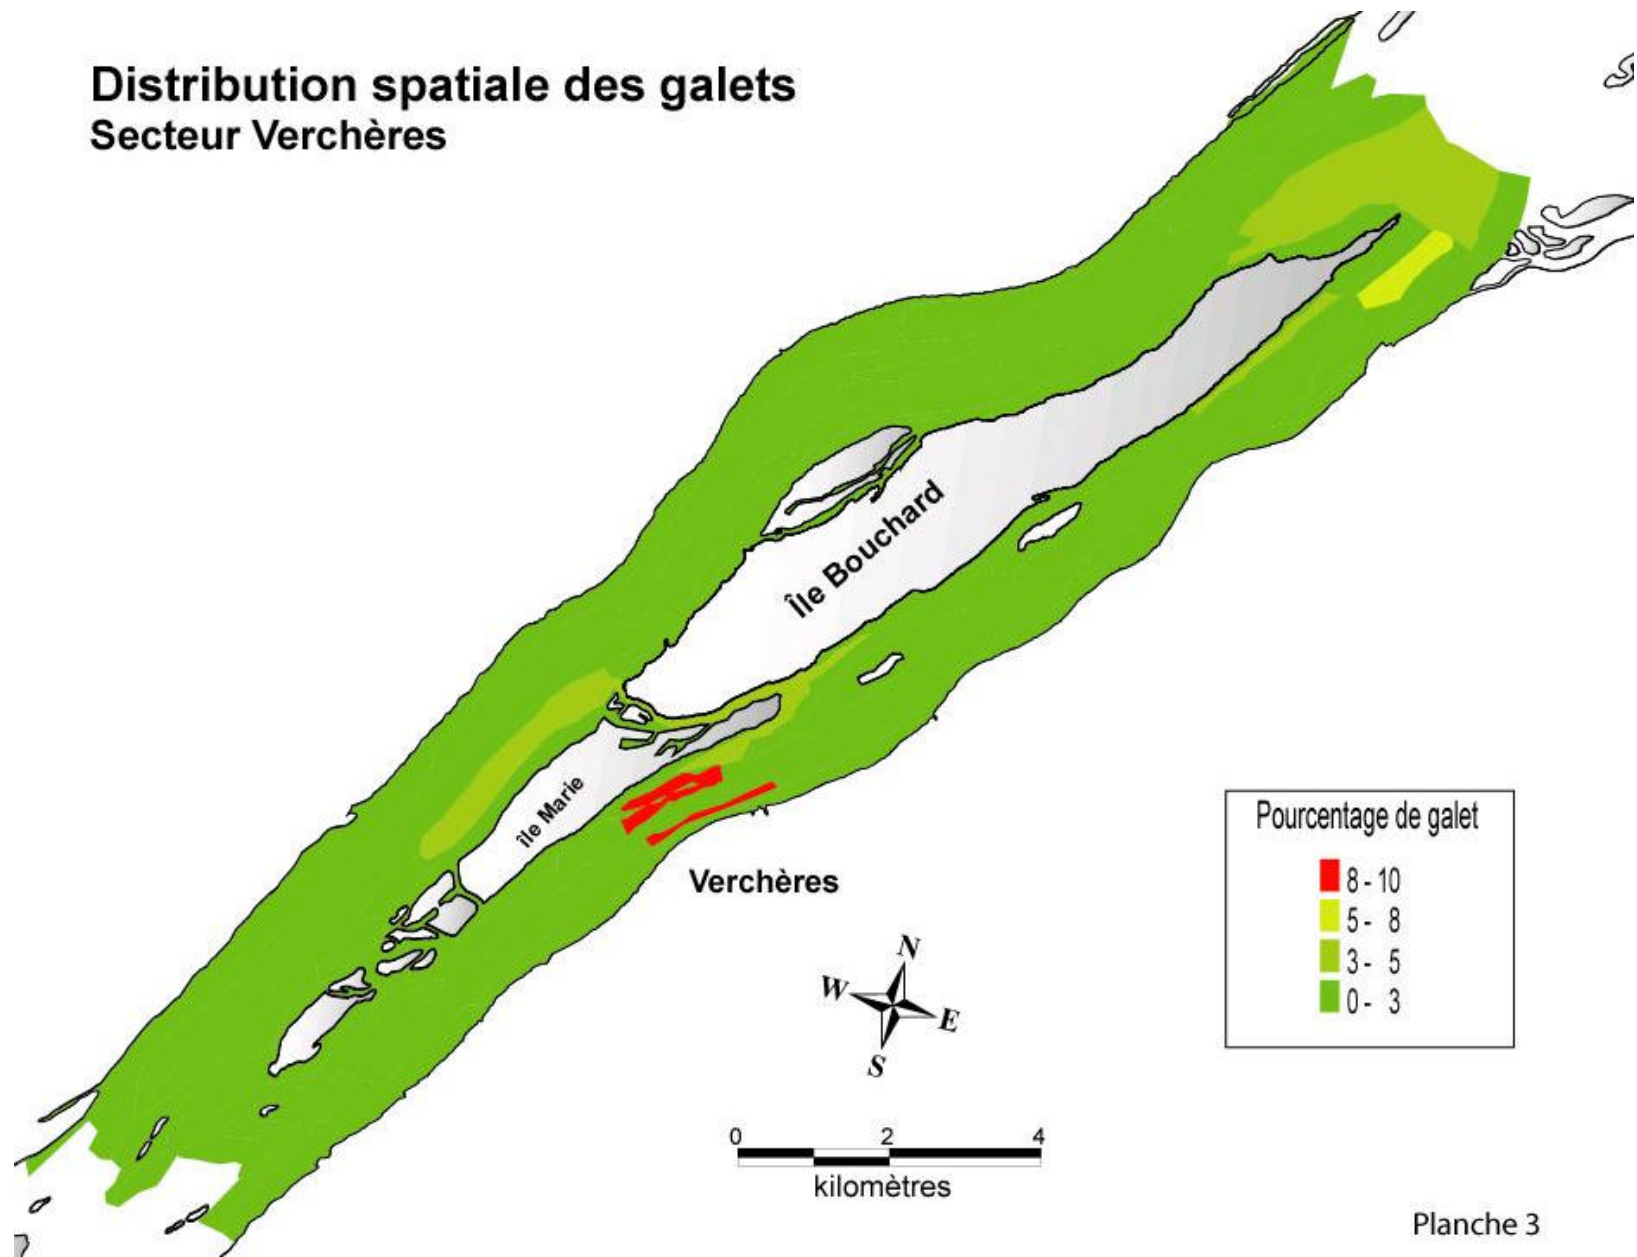 Distribution spatiale des galets
Secteur Verchères
Île Bouchard
île Marie
Verchères
Pourcentage de galet
8 - 10
5 - 8
3 - 5
0 - 3
N
W
E
S
0 2 4
kilomètres
Planche 3